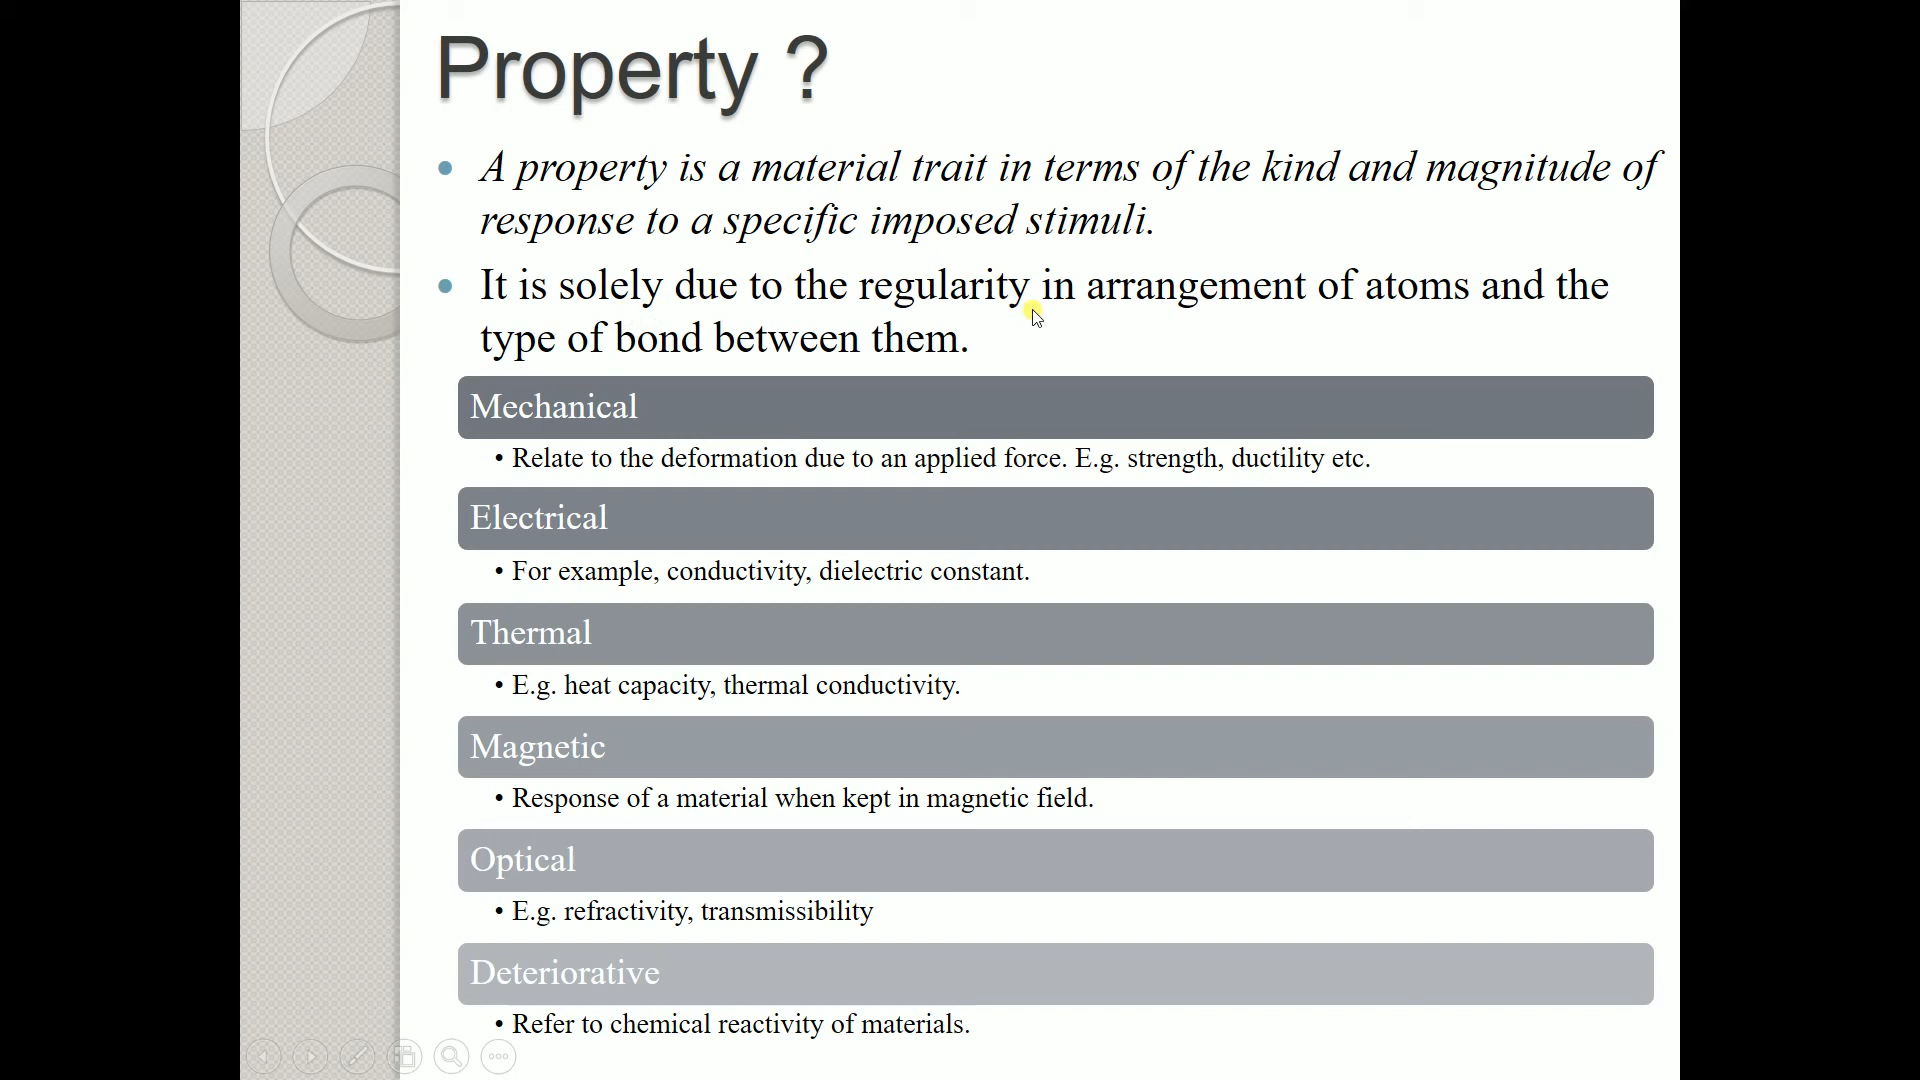 Property ?
• A property is a material trait in terms of the kind and magnitude of
response to a specific imposed stimuli.
• It is solely due to the regularity in arrangement of atoms and the
type of bond between them.
Mechanical
• Relate to the deformation due to an applied force. E.g. strength, ductility etc.
Electrical
• For example, conductivity, dielectric constant.
Thermal
• E.g. heat capacity, thermal conductivity.
Magnetic
• Response of a material when kept in magnetic field.
Optical
• E.g. refractivity, transmissibility
Deteriorative
• Refer to chemical reactivity of materials.